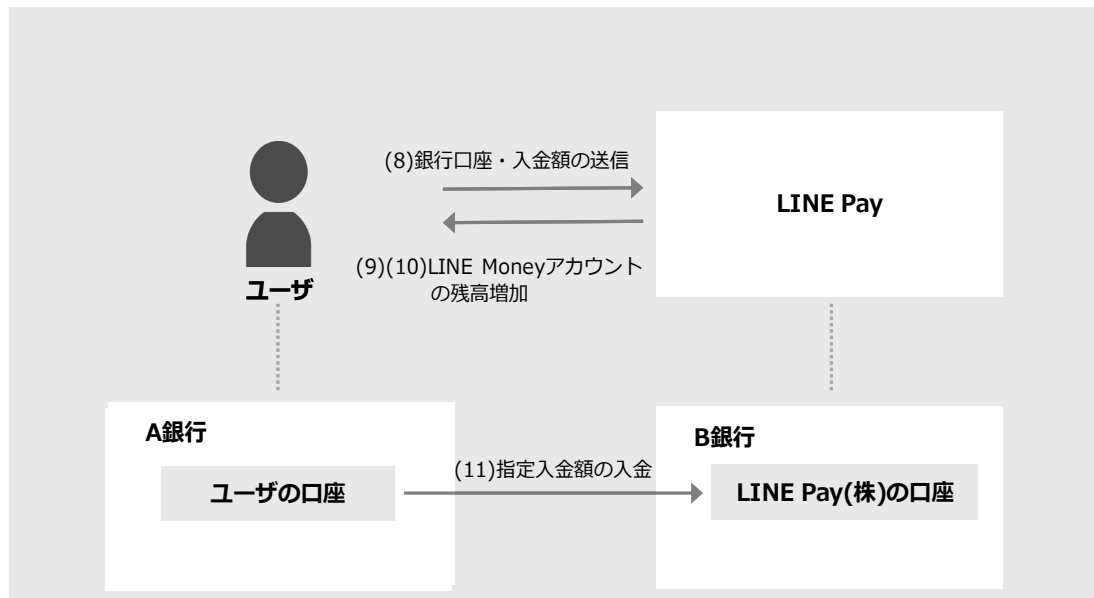 (8)銀行口座・入金額の送信
LINE Pay
(9)(10)LINE Moneyアカウント
の残高増加
ユーザ
A銀行
B銀行
(11)指定入金額の入金
ユーザの口座
LINE Pay(株)の口座